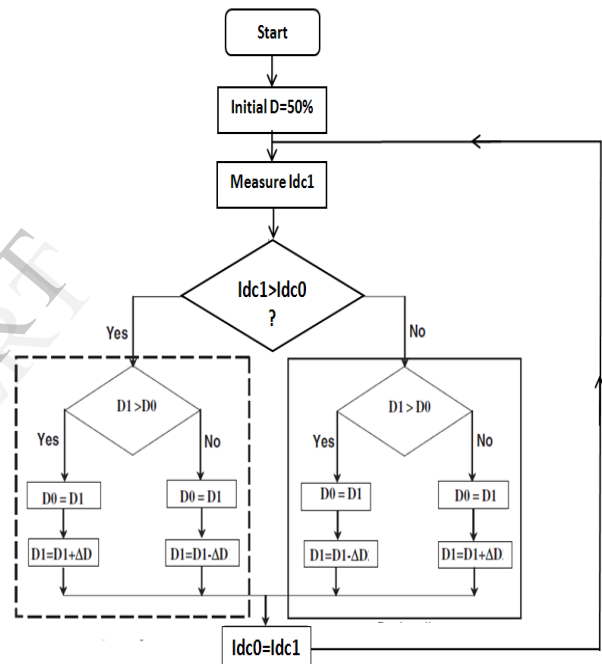 Start
Initial D=50%
Measure Idc1
Idc1>Idc0
?
Yes
No
D1>D0
Yes
No
D0=D1
D0=D1
D1=D1+ΔD
D1=D1-ΔD
D1>D0
Yes
No
D0=D1
D0=D1
D1=D1-ΔD
D1=D1+ΔD
Idc0=Idc1